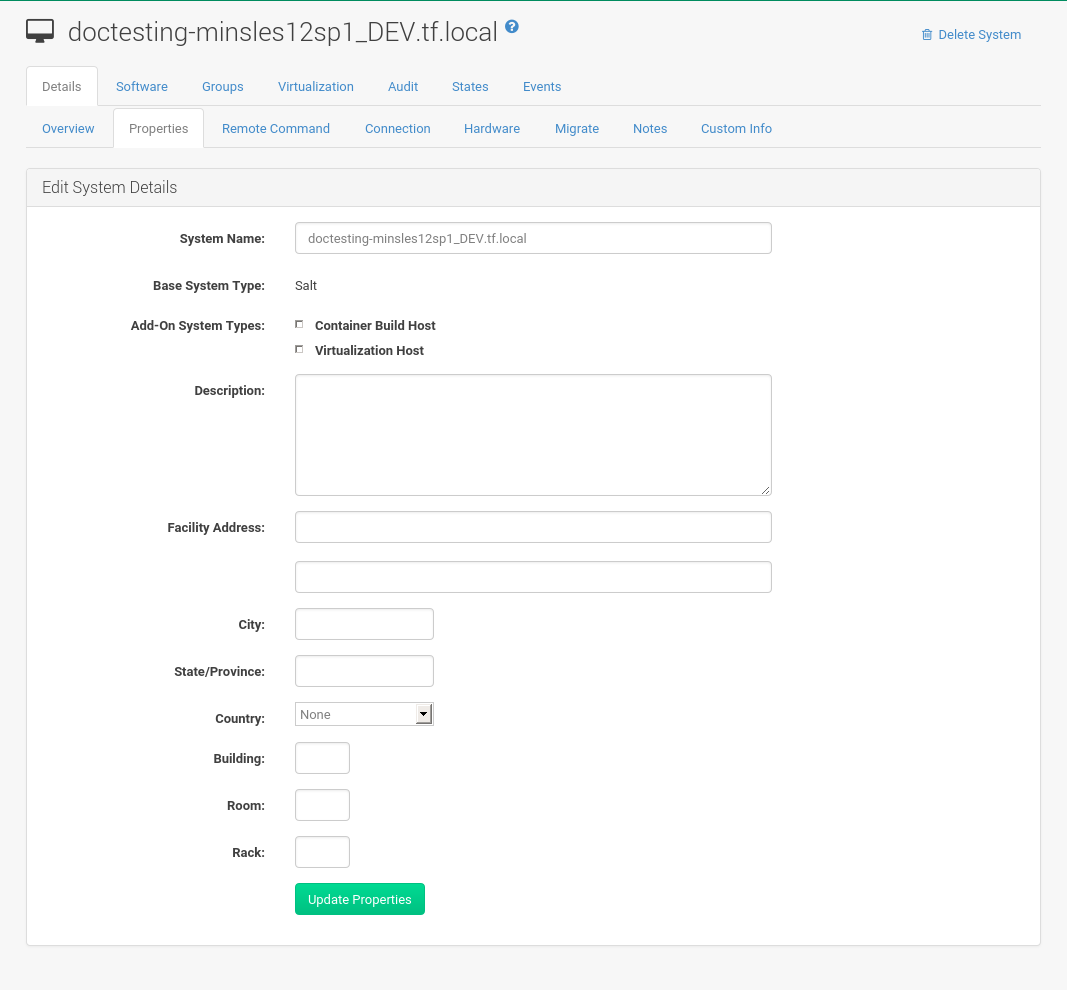 doctesting-minsles12sp1_DEV.tf.local ?
Delete System
Details Software Groups Virtualization Audit States Events
Overview Properties Remote Command Connection Hardware Migrate Notes Custom Info
Edit System Details
System Name: doctesting-minsles12sp1_DEV.tf.local
Base System Type: Salt
Add-On System Types: Container Build Host
Virtualization Host
Description:
Facility Address:
City:
State/Province:
Country: None
Building:
Room:
Rack:
Update Properties